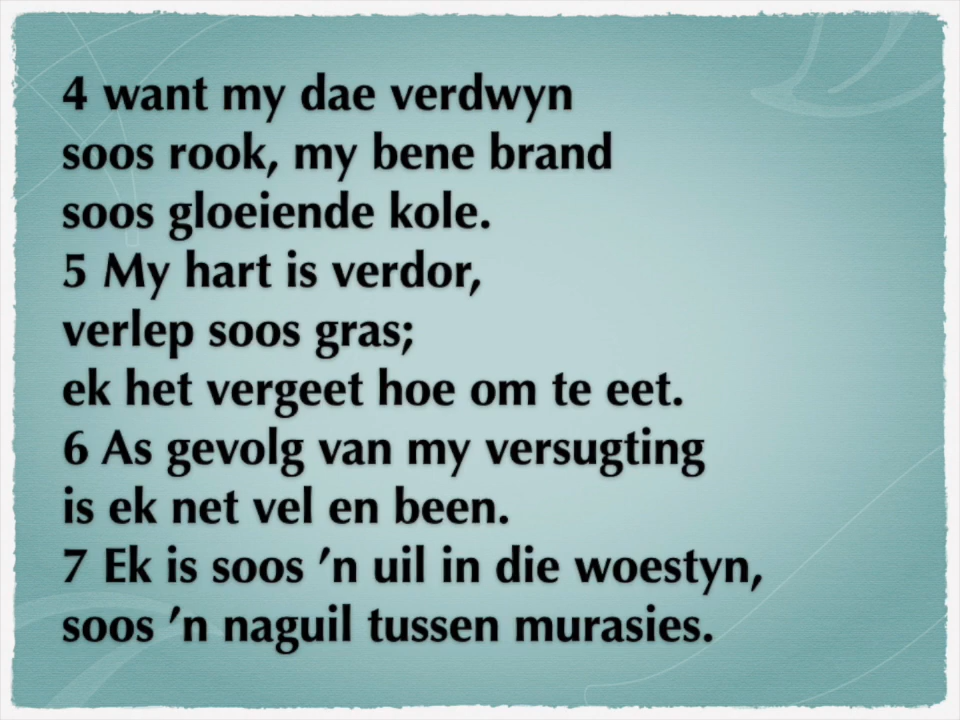 4 want my dae verdwyn
soos rook, my bene brand
soos gloeiende kole.
5 My hart is verdor,
verlep soos gras;
ek het vergeet hoe om te eet.
6 As gevolg van my versugting
is ek net vel en been.
7 Ek is soos ’n uil in die woestyn,
soos ’n naguil tussen murasies.